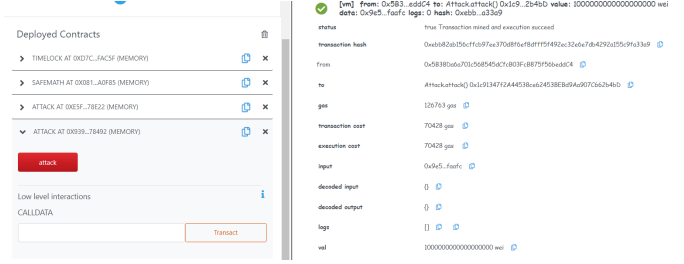 Deployed Contracts
TIMELOCK AT 0XD7C...FAC5F (MEMORY)
SAFEMATH AT 0X081...A0F85 (MEMORY)
ATTACK AT 0XE5F...78E22 (MEMORY)
ATTACK AT 0X939...78492 (MEMORY)
attack
Low level interactions
CALLDATA
Transact
[vm] from: 0x5B3...eddC4 to: Attack.attack() 0x1c9...2b4bD value: 1000000000000000000 wei
data: 0x9e5...faafc logs: 0 hash: 0xebb...a33a9
status true Transaction mined and execution succeed
transaction hash 0xebb82ab156cffcb97ee370d8f6ef8dfff5f492ec32e6e7db4292a155c9fa33a9
from 0x5B38Da6a701c568545dCfcB03FcB875f56beddC4
to Attack.attack() 0x1c91347f2A44538ce62453BEBd9Aa907C662b4bD
gas 126763 gas
transaction cost 70428 gas
execution cost 70428 gas
input 0x9e5...faafc
decoded input {}
decoded output {}
logs []
val 1000000000000000000 wei